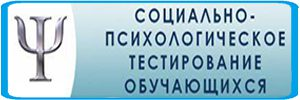 Ψ
СОЦИАЛЬНО-
ПСИХОЛОГИЧЕСКОЕ
ТЕСТИРОВАНИЕ
ОБУЧАЮЩИХСЯ